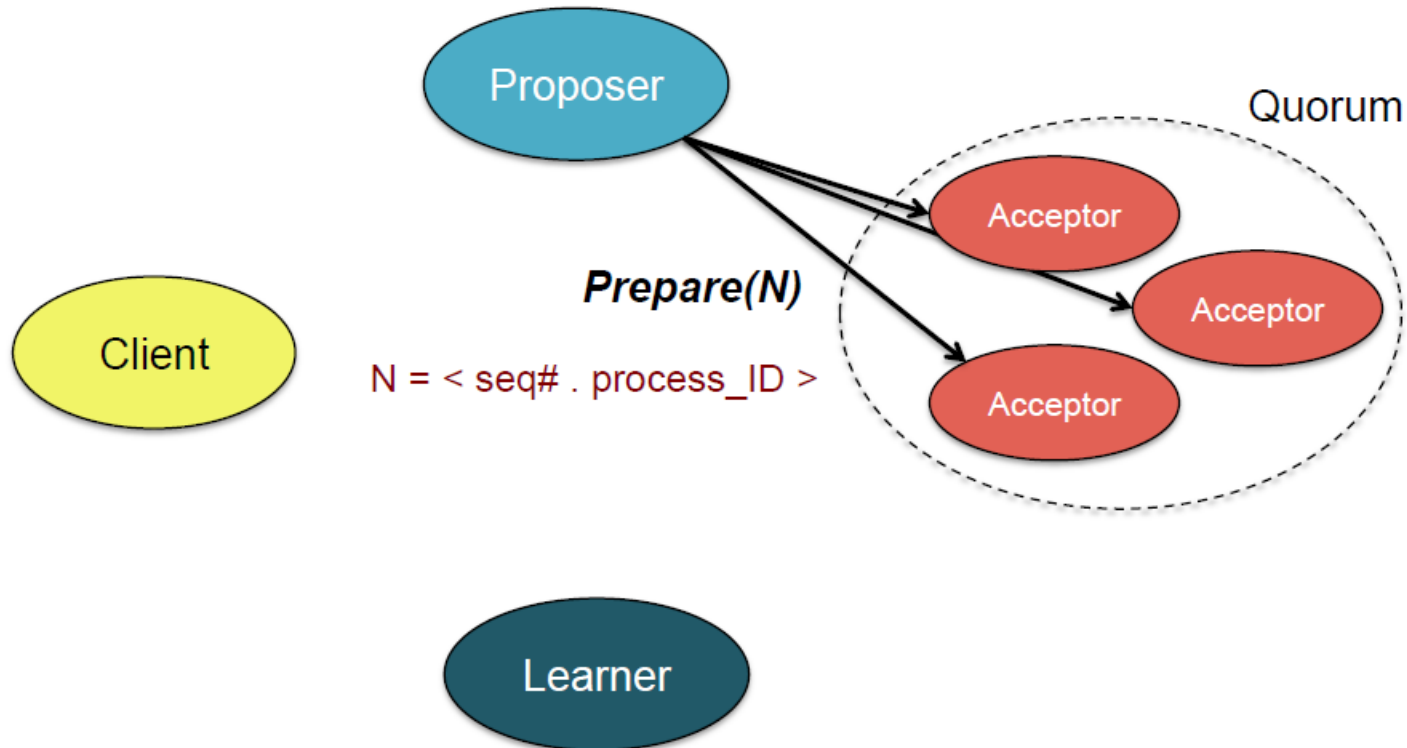 Proposer
Quorum
Acceptor
Prepare(N)
Acceptor
Client
N = < seq# . process_ID >
Acceptor
Learner